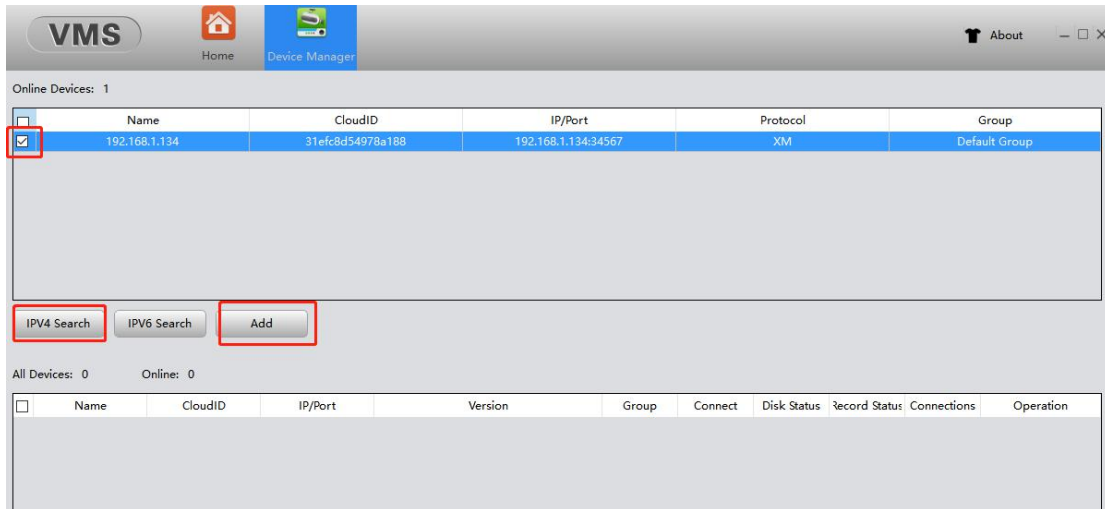 VMS
Home
Device Manager
About
Online Devices: 1
Name CloudID IP/Port Protocol Group
192.168.1.134 31efc8d54978a188 192.168.1.134:34567 XM Default Group
IPV4 Search IPV6 Search Add
All Devices: 0 Online: 0
Name CloudID IP/Port Version Group Connect Disk Status Record Status Connections Operation